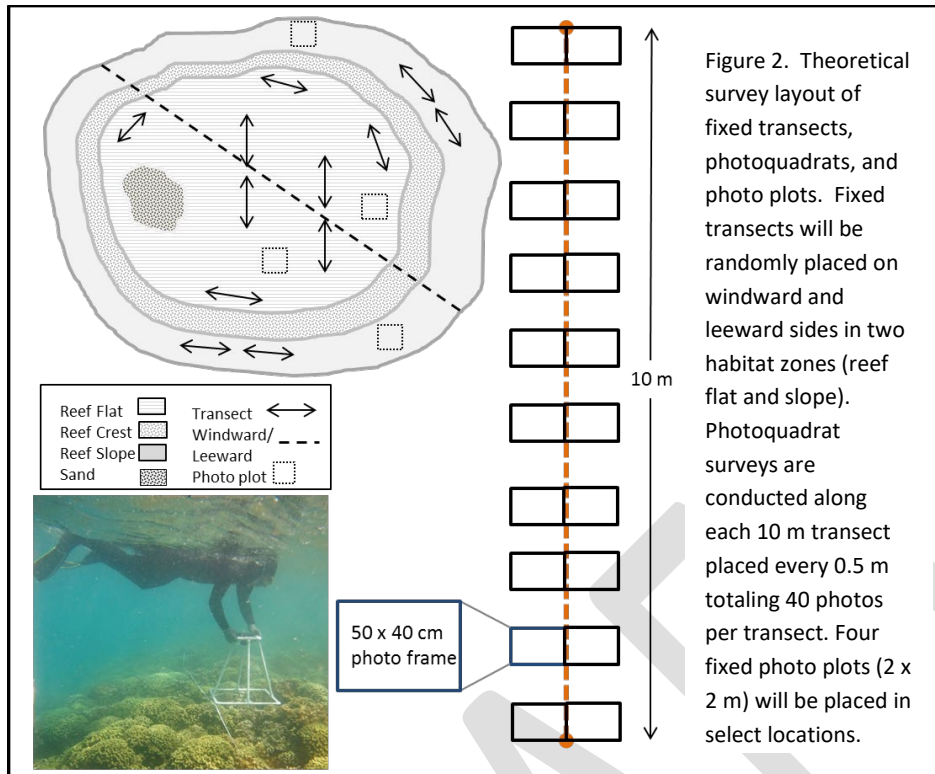 Figure 2. Theoretical
survey layout of
fixed transects,
photoquadrats, and
photo plots. Fixed
transects will be
randomly placed on
windward and
leeward sides in two
habitat zones (reef
flat and slope).
Photoquadrat
surveys are
conducted along
each 10 m transect
placed every 0.5 m
totaling 40 photos
per transect. Four
fixed photo plots (2 x
2 m) will be placed in
select locations.
10 m
Reef Flat
Reef Crest
Reef Slope
Sand
Transect
Windward/
Leeward
Photo plot
50 x 40 cm
photo frame